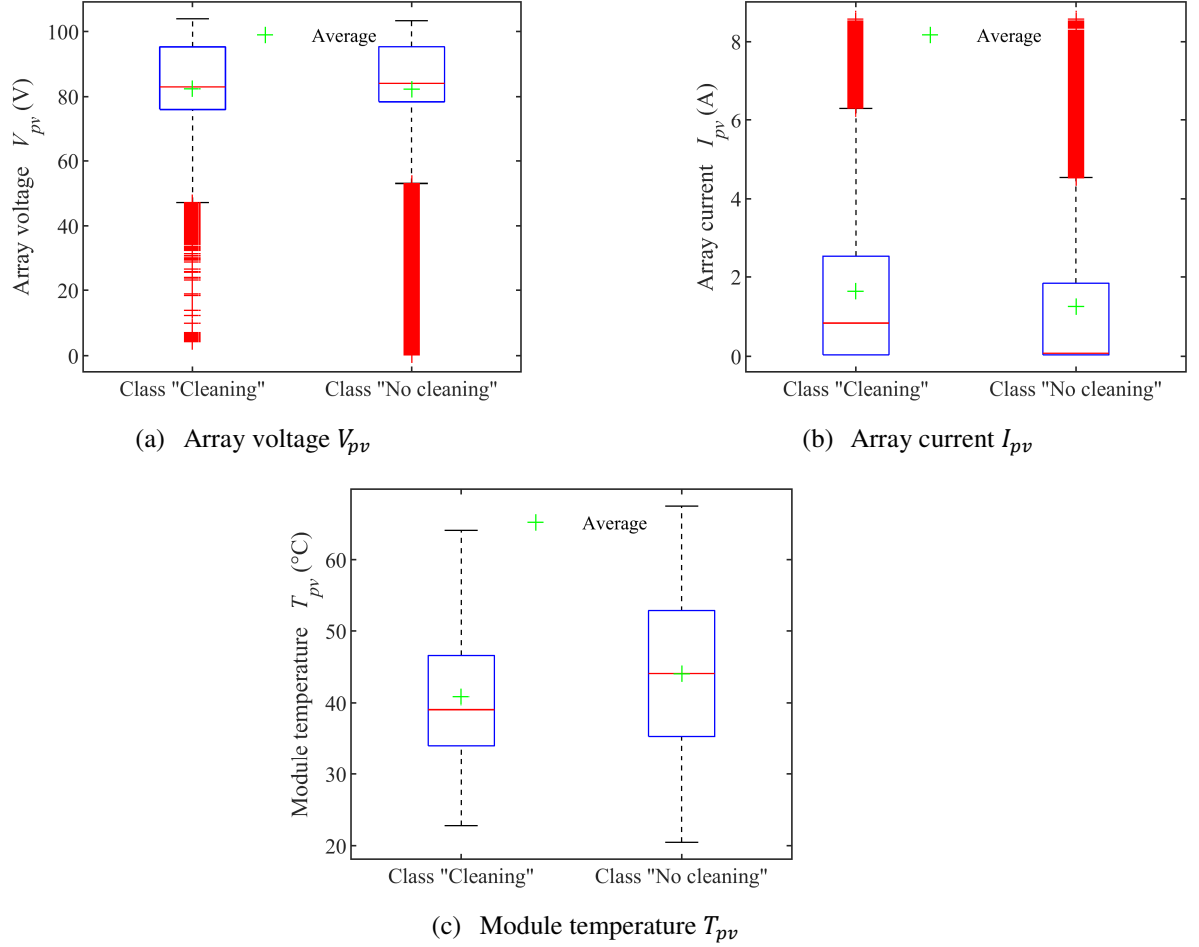 Array voltage V_pv (V)
100
80
60
40
20
0
Average
Class "Cleaning"
Class "No cleaning"
(a) Array voltage V_pv
Array current I_pv (A)
8
6
4
2
0
Average
Class "Cleaning"
Class "No cleaning"
(b) Array current I_pv
Module temperature T_pv (°C)
60
50
40
30
20
Average
Class "Cleaning"
Class "No cleaning"
(c) Module temperature T_pv